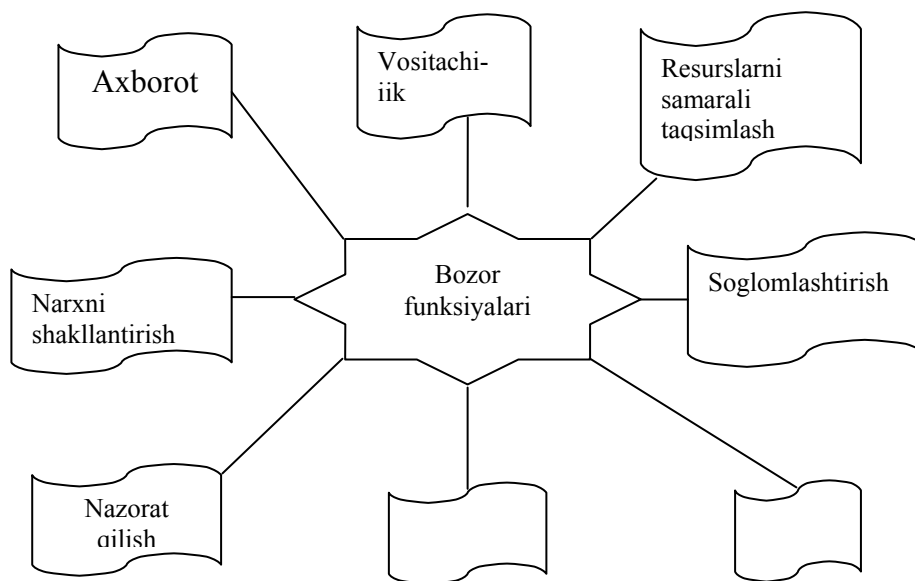 Axborot
Vositachi-
iik
Resurslarni
samarali
taqsimlash
Bozor
funksiyalari
Narxni
shakllantirish
Soglomlashtirish
Nazorat
qilish